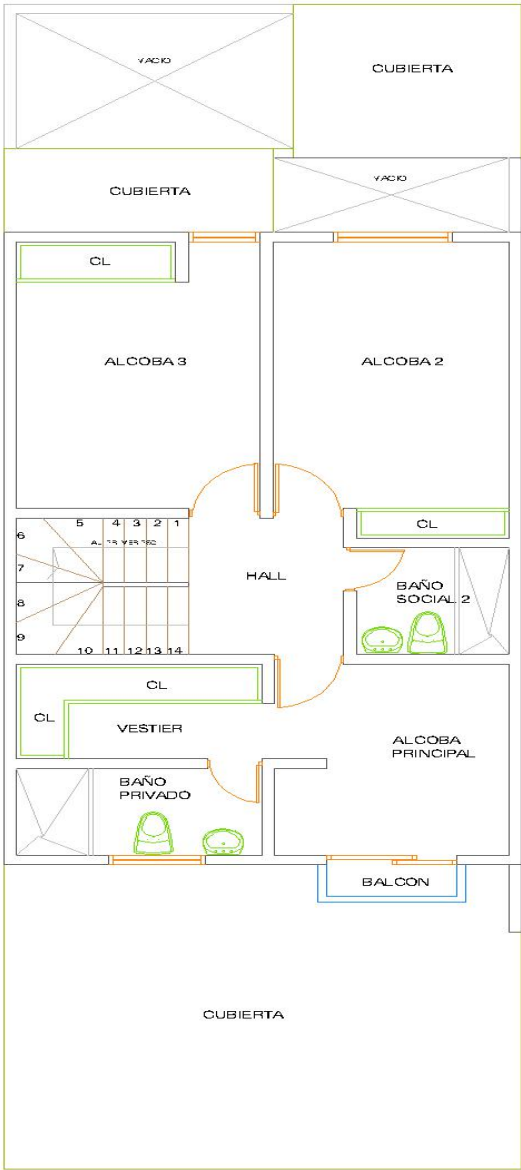 VACIO
CUBIERTA
VACIO
CUBIERTA
CL
ALCOBA 3
ALCOBA 2
CL
5 4 3 2 1
6
7
8
9
10 11 12 13 14
HALL
BAÑO
SOCIAL 2
CL
CL
VESTIER
ALCOBA
PRINCIPAL
BAÑO
PRIVADO
BALCON
CUBIERTA